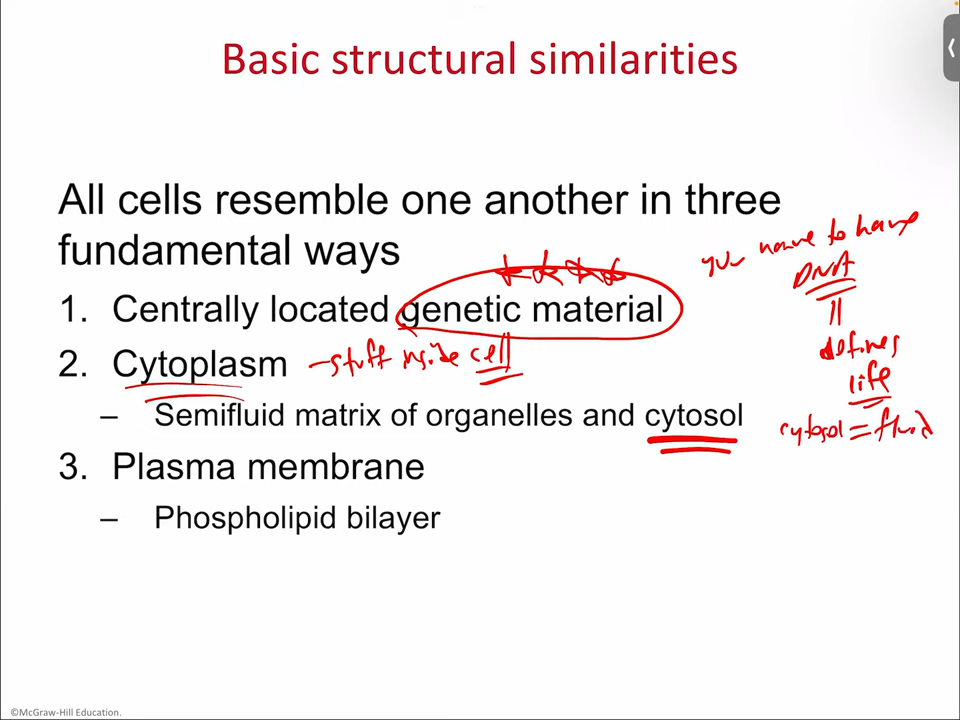 Basic structural similarities
All cells resemble one another in three
fundamental ways
1. Centrally located genetic material
2. Cytoplasm – stuff inside cell
– Semifluid matrix of organelles and cytosol
3. Plasma membrane
– Phospholipid bilayer
to have
DNA
defines
life
cytosol = fluid
©McGraw-Hill Education.